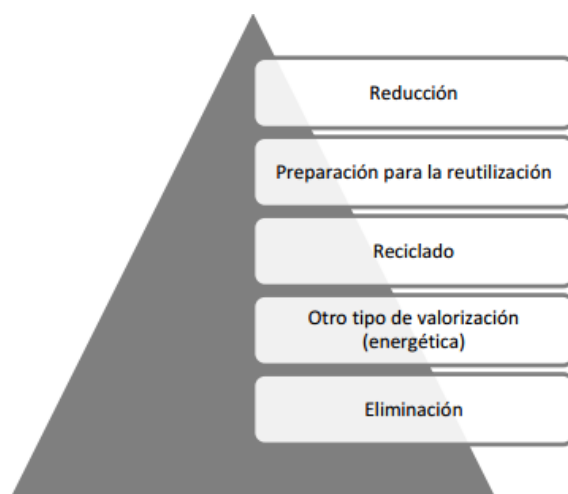 Reducción
Preparación para la reutilización
Reciclado
Otro tipo de valorización
(energética)
Eliminación